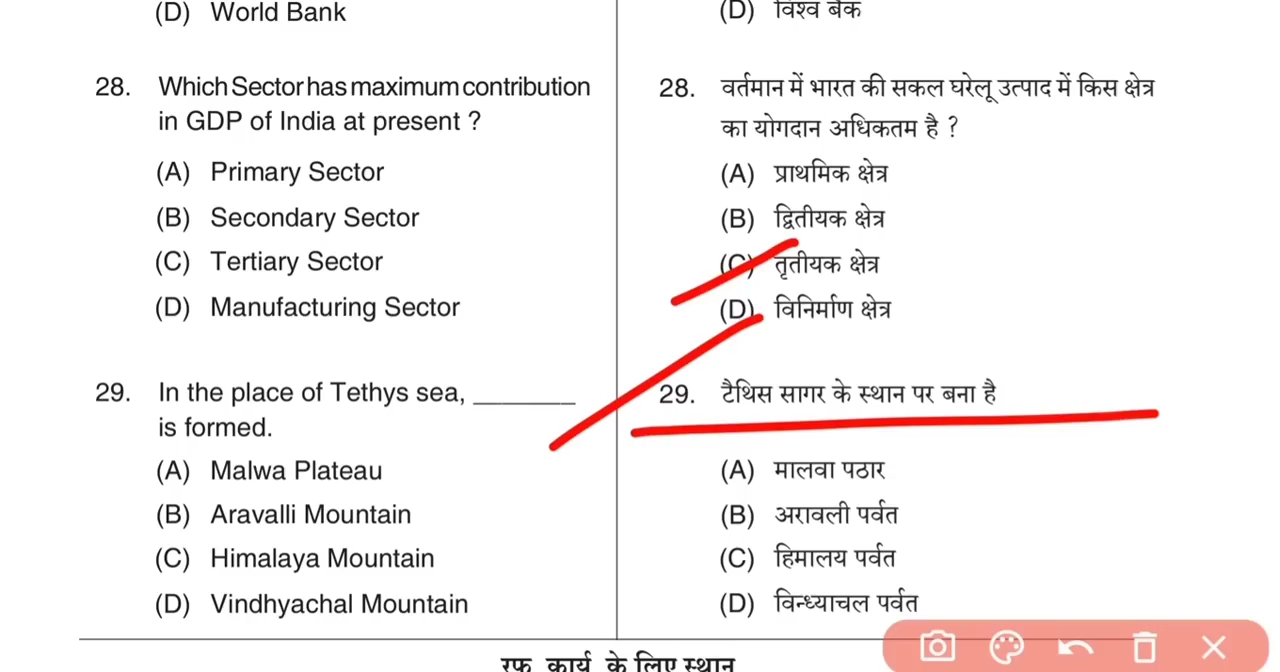 (D) World Bank
28. Which Sector has maximum contribution
in GDP of India at present ?
(A) Primary Sector
(B) Secondary Sector
(C) Tertiary Sector
(D) Manufacturing Sector
29. In the place of Tethys sea, _______
is formed.
(A) Malwa Plateau
(B) Aravalli Mountain
(C) Himalaya Mountain
(D) Vindhyachal Mountain
(D) विश्व बैंक
28. वर्तमान में भारत की सकल घरेलू उत्पाद में किस क्षेत्र
का योगदान अधिकतम है ?
(A) प्राथमिक क्षेत्र
(B) द्वितीयक क्षेत्र
(C) तृतीयक क्षेत्र
(D) विनिर्माण क्षेत्र
29. टैथिस सागर के स्थान पर बना है
(A) मालवा पठार
(B) अरावली पर्वत
(C) हिमालय पर्वत
(D) विन्ध्याचल पर्वत
रफ कार्य के लिए स्थान